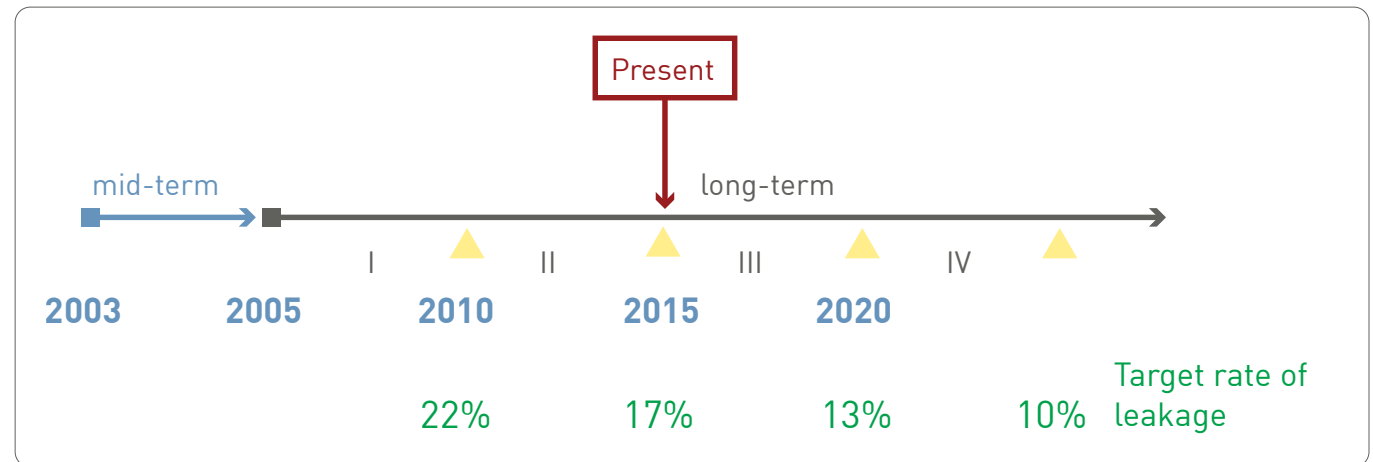 Present
mid-term
long-term
I II III IV
2003 2005 2010 2015 2020
Target rate of
22% 17% 13% 10% leakage